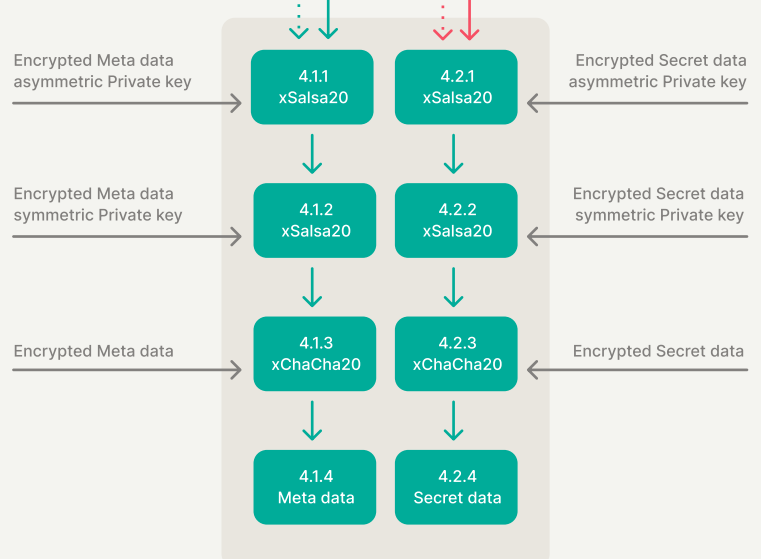 Encrypted Meta data
asymmetric Private key
4.1.1
xSalsa20
4.2.1
xSalsa20
Encrypted Secret data
asymmetric Private key
Encrypted Meta data
symmetric Private key
4.1.2
xSalsa20
4.2.2
xSalsa20
Encrypted Secret data
symmetric Private key
Encrypted Meta data
4.1.3
xChaCha20
4.2.3
xChaCha20
Encrypted Secret data
4.1.4
Meta data
4.2.4
Secret data